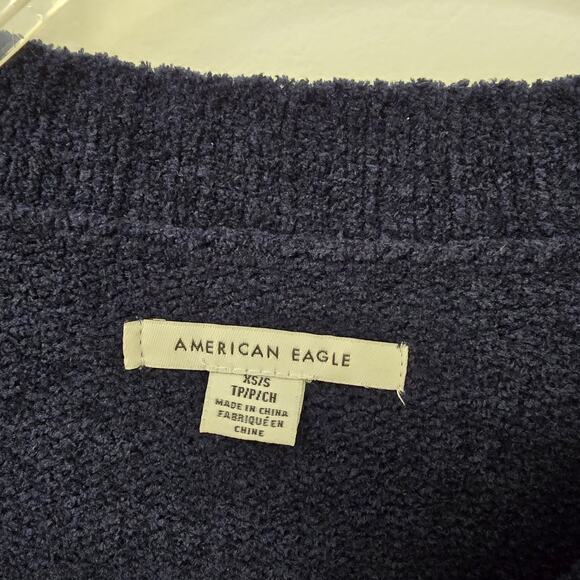 AMERICAN EAGLE
XS/S
TP/P/CH
MADE IN CHINA
FABRIQUÉ EN
CHINE